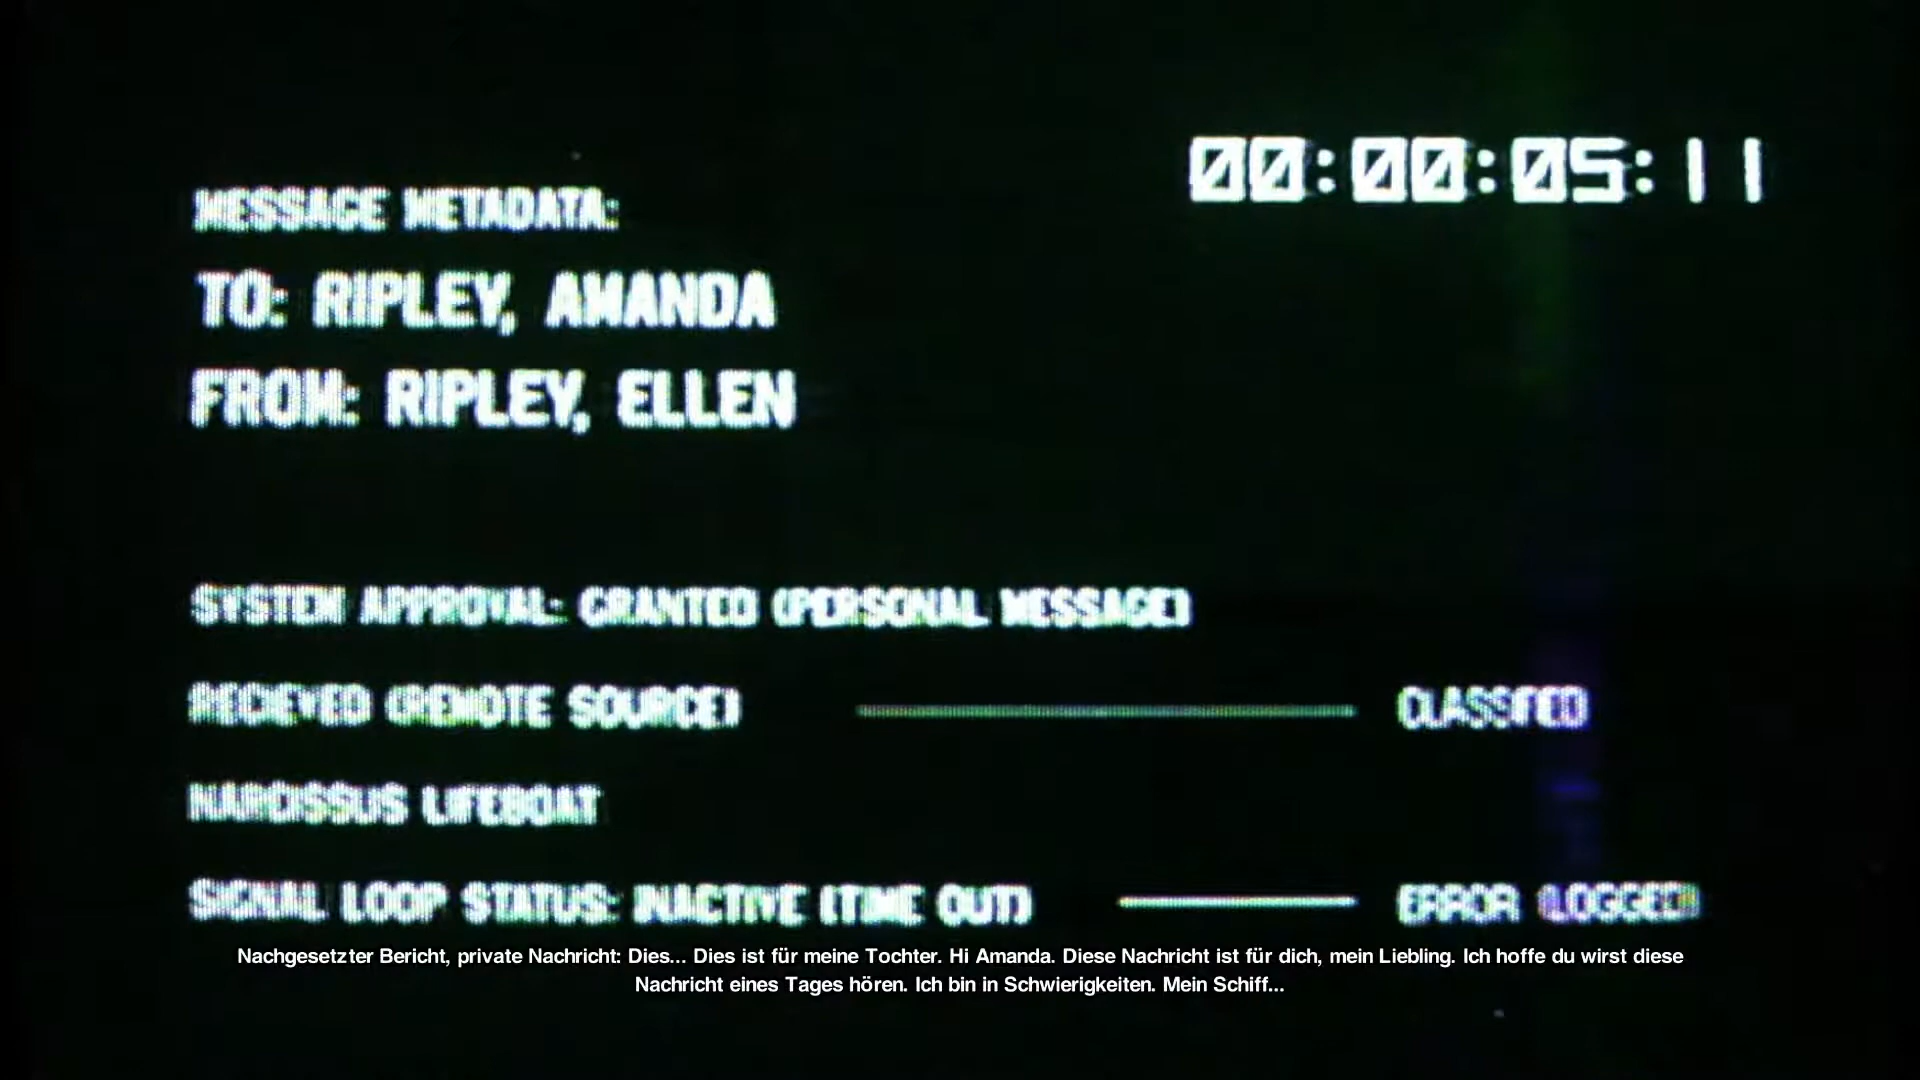 00:00:05:11
MESSAGE METADATA:
TO: RIPLEY, AMANDA
FROM: RIPLEY, ELLEN
SYSTEM APPROVAL: GRANTED (PERSONAL MESSAGE)
RECIEVED (REMOTE SOURCE) CLASSIFIED
NARCISSUS LIFEBOAT
SIGNAL LOOP STATUS: INACTIVE (TIME OUT) ERROR (LOGGED)
Nachgesetzter Bericht, private Nachricht: Dies... Dies ist für meine Tochter. Hi Amanda. Diese Nachricht ist für dich, mein Liebling. Ich hoffe du wirst diese
Nachricht eines Tages hören. Ich bin in Schwierigkeiten. Mein Schiff...